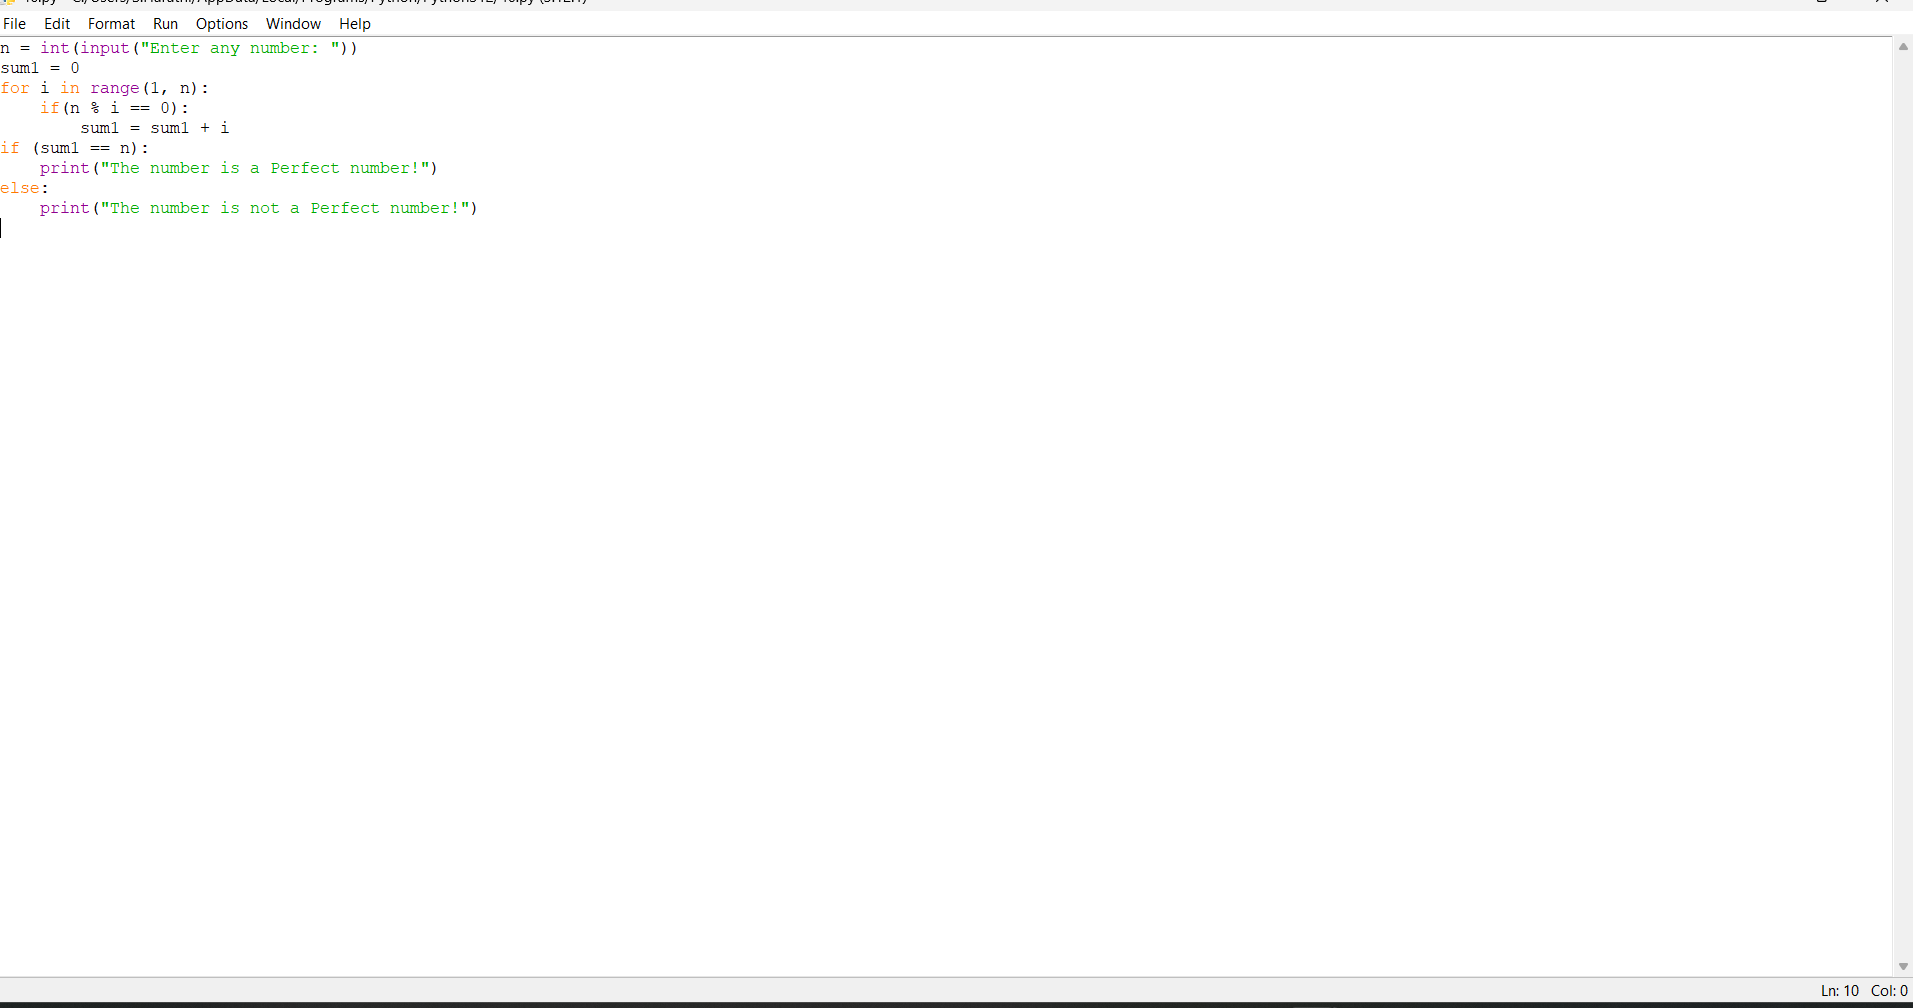 File Edit Format Run Options Window Help
n = int(input("Enter any number: "))
sum1 = 0
for i in range(1, n):
    if(n % i == 0):
        sum1 = sum1 + i
if (sum1 == n):
    print("The number is a Perfect number!")
else:
    print("The number is not a Perfect number!")
Ln: 10 Col: 0